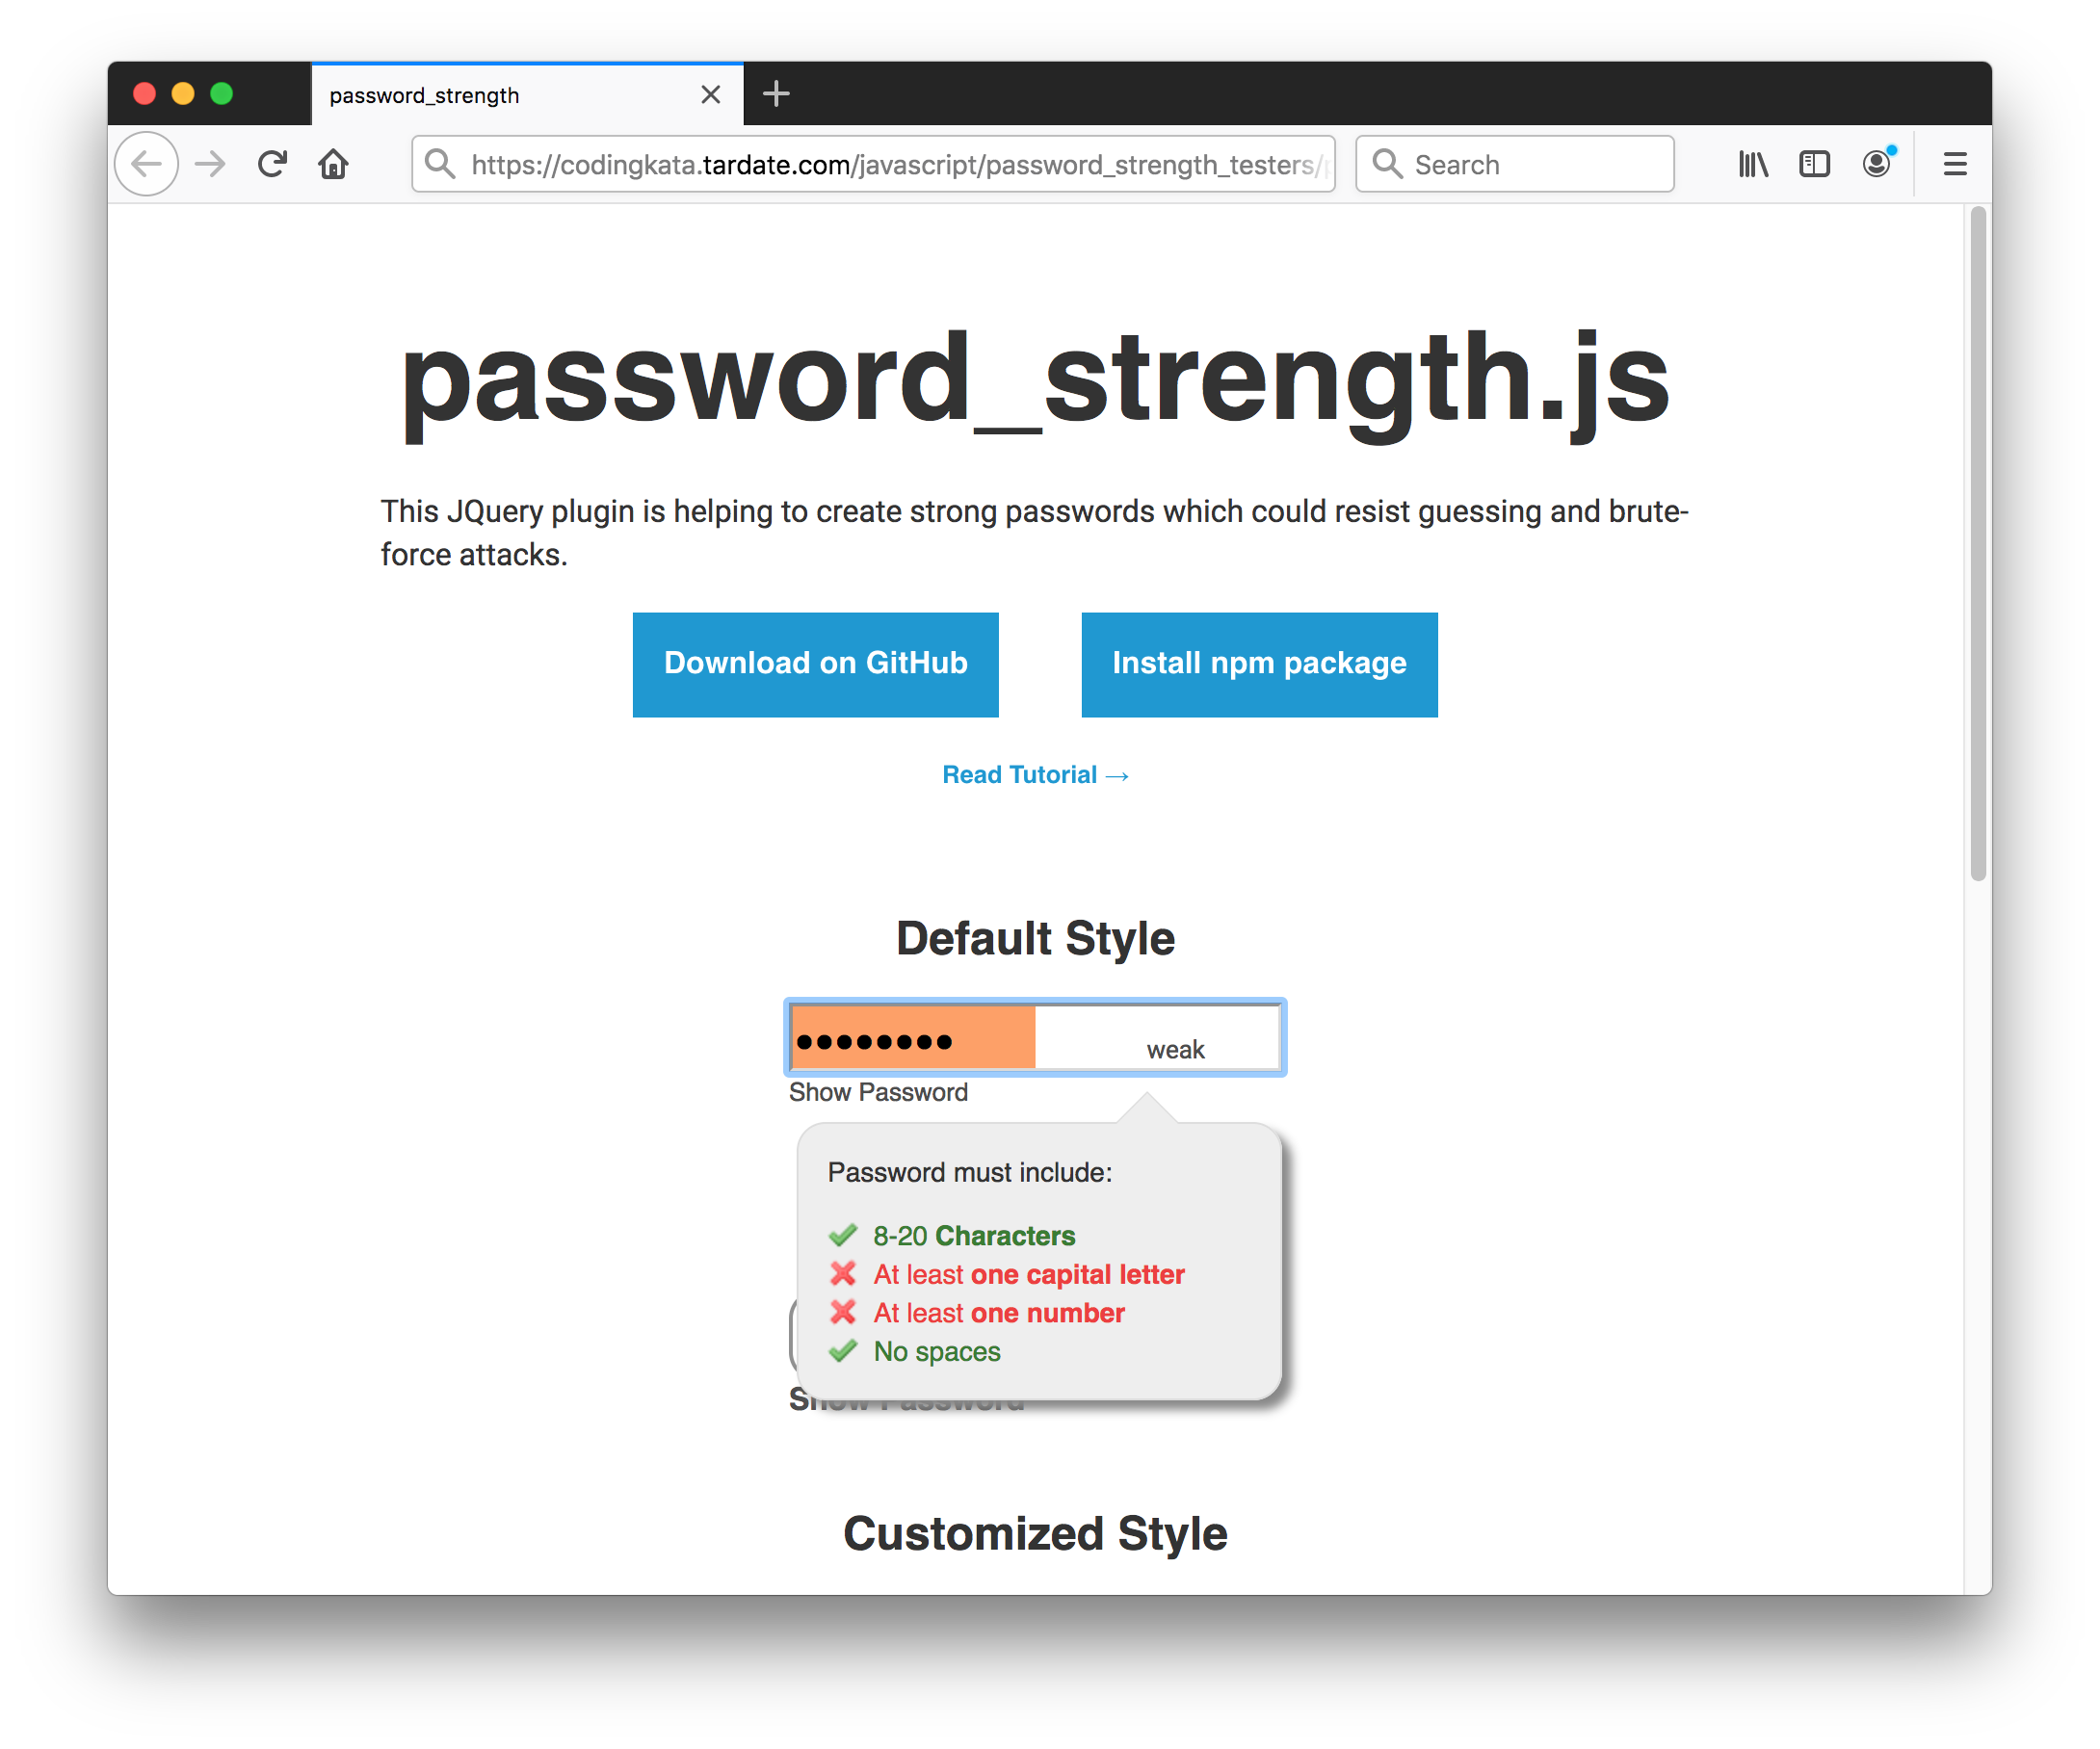 password_strength
https://codingkata.tardate.com/javascript/password_strength_testers/
Search
password_strength.js
This JQuery plugin is helping to create strong passwords which could resist guessing and brute-
force attacks.
Download on GitHub
Install npm package
Read Tutorial →
Default Style
weak
Show Password
Password must include:
8-20 Characters
At least one capital letter
At least one number
No spaces
Show Password
Customized Style